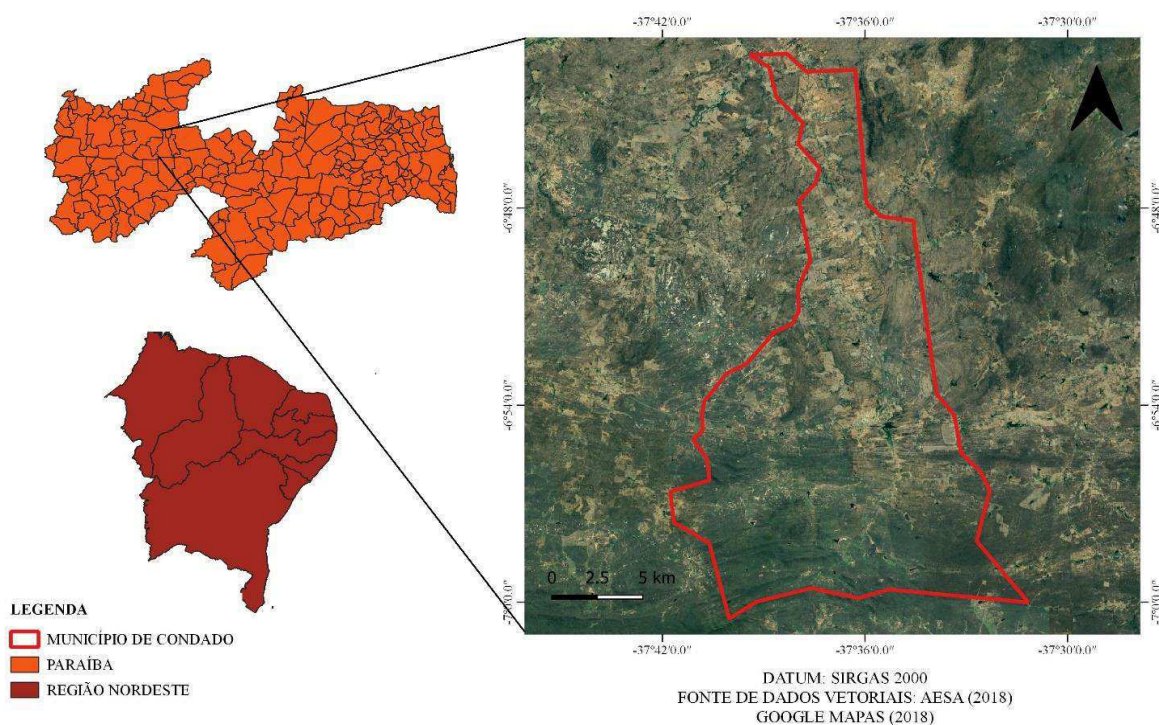 -37°42'0.0"
-37°36'0.0"
-37°30'0.0"
-6°48'0.0"
-6°48'0.0"
-6°54'0.0"
-6°54'0.0"
-7°0'0.0"
-7°0'0.0"
0 2.5 5 km
-37°42'0.0"
-37°36'0.0"
-37°30'0.0"
LEGENDA
MUNICÍPIO DE CONDADO
PARAÍBA
REGIÃO NORDESTE
DATUM: SIRGAS 2000
FONTE DE DADOS VETORIAIS: AESA (2018)
GOOGLE MAPAS (2018)